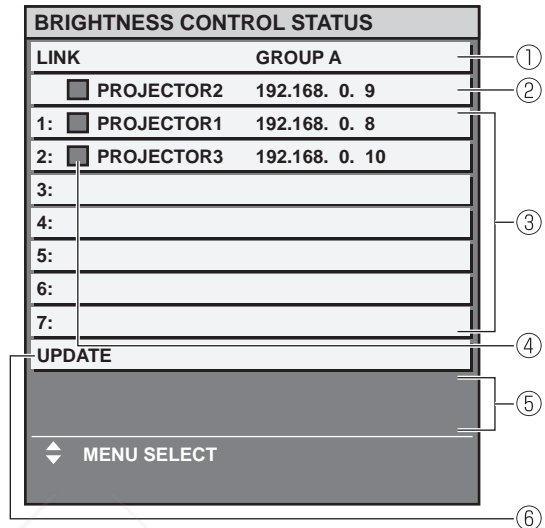 BRIGHTNESS CONTROL STATUS
LINK GROUP A ①
PROJECTOR2 192.168. 0. 9 ②
1: PROJECTOR1 192.168. 0. 8
2: PROJECTOR3 192.168. 0. 10
3:
4: ③
5:
6:
7:
UPDATE ④
⑤
MENU SELECT
⑥